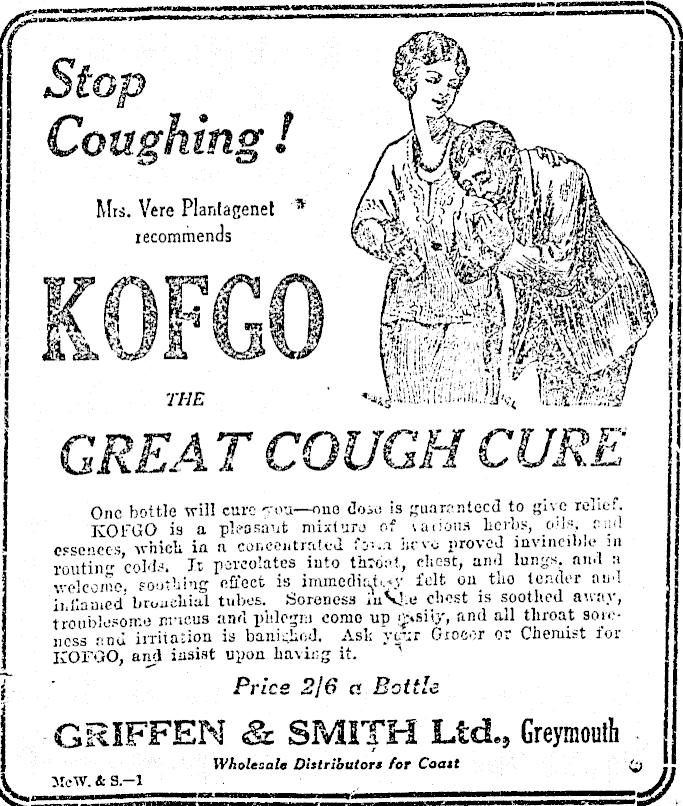 Stop
Coughing!
Mrs. Vere Plantagenet
recommends
KOFGO
THE
GREAT COUGH CURE
One bottle will cure you—one dose is guaranteed to give relief.
KOFGO is a pleasant mixture of various herbs, oils, and
essences, which in a concentrated form have proved invincible in
routing colds. It percolates into throat, chest, and lungs, and a
welcome, soothing effect is immediately felt on the tender and
inflamed bronchial tubes. Soreness in the chest is soothed away,
troublesome mucus and phlegm come up easily, and all throat sore-
ness and irritation is banished. Ask your Grocer or Chemist for
KOFGO, and insist upon having it.
Price 2/6 a Bottle
GRIFFEN & SMITH Ltd., Greymouth
Wholesale Distributors for Coast
McW. & S.—1